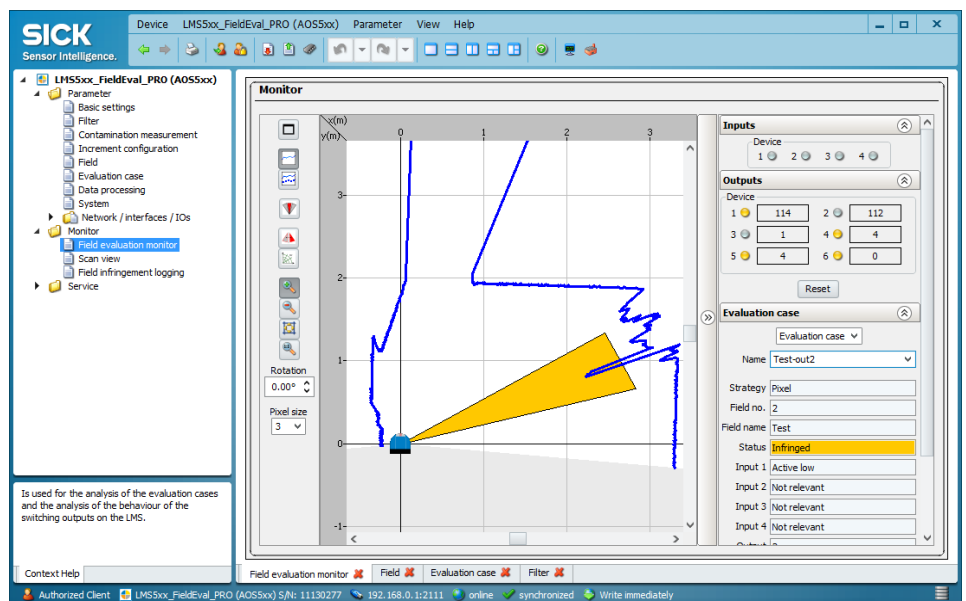 SICK
Sensor Intelligence.
Device LMS5xx_FieldEval_PRO (AOS5xx) Parameter View Help
LMS5xx_FieldEval_PRO (AOS5xx)
Parameter
Basic settings
Filter
Contamination measurement
Increment configuration
Field
Evaluation case
Data processing
System
Network / interfaces / IOs
Monitor
Field evaluation monitor
Scan view
Field infringement logging
Service
Is used for the analysis of the evaluation cases
and the analysis of the behaviour of the
switching outputs on the LMS.
Context Help
Monitor
x(m)
y(m)
0 1 2 3
3
2
1
0
-1
Rotation
0.00°
Pixel size
3
Inputs
Device
1 2 3 4
Outputs
Device
1 114 2 112
3 1 4 4
5 4 6 0
Reset
Evaluation case
Evaluation case
Name Test-out2
Strategy Pixel
Field no. 2
Field name Test
Status Infringed
Input 1 Active low
Input 2 Not relevant
Input 3 Not relevant
Input 4 Not relevant
Field evaluation monitor Field Evaluation case Filter
Authorized Client LMS5xx_FieldEval_PRO (AOS5xx) S/N: 11130277 192.168.0.1:2111 online synchronized Write immediately